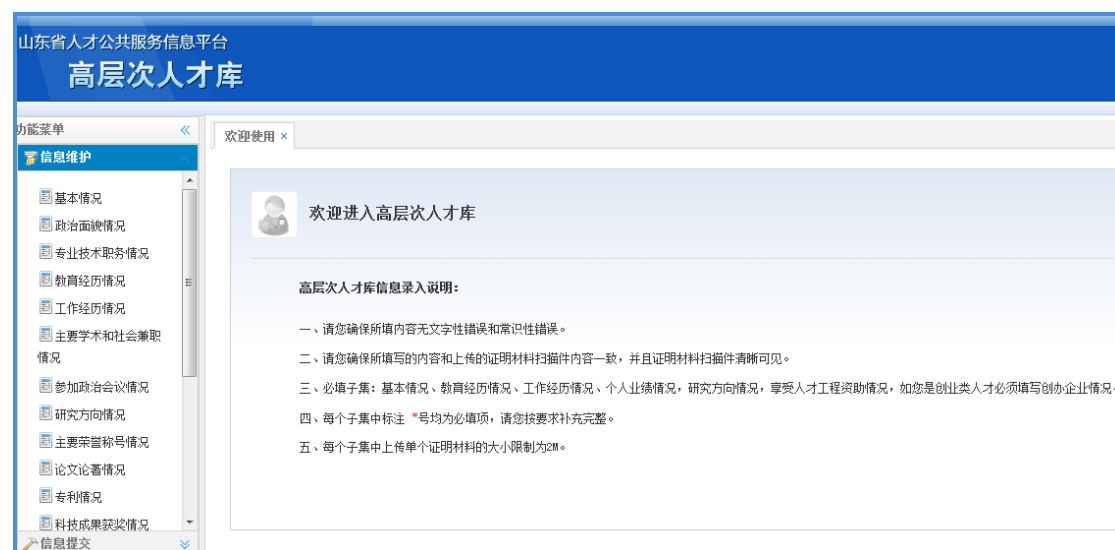 山东省人才公共服务信息平台
高层次人才库
功能菜单
信息维护
基本情况
政治面貌情况
专业技术职务情况
教育经历情况
工作经历情况
主要学术和社会兼职
情况
参加政治会议情况
研究方向情况
主要荣誉称号情况
论文论著情况
专利情况
科技成果获奖情况
信息提交
欢迎使用 ×
欢迎进入高层次人才库
高层次人才库信息录入说明：
一、请您确保所填内容无文字性错误和常识性错误。
二、请您确保所填写的内容和上传的证明材料扫描件内容一致，并且证明材料扫描件清晰可见。
三、必填子集：基本情况、教育经历情况、工作经历情况、个人业绩情况，研究方向情况，享受人才工程资助情况，如您是创业类人才必须填写创办企业情况。
四、每个子集中标注 *号均为必填项，请您按要求补充完整。
五、每个子集中上传单个证明材料的大小限制为2M。